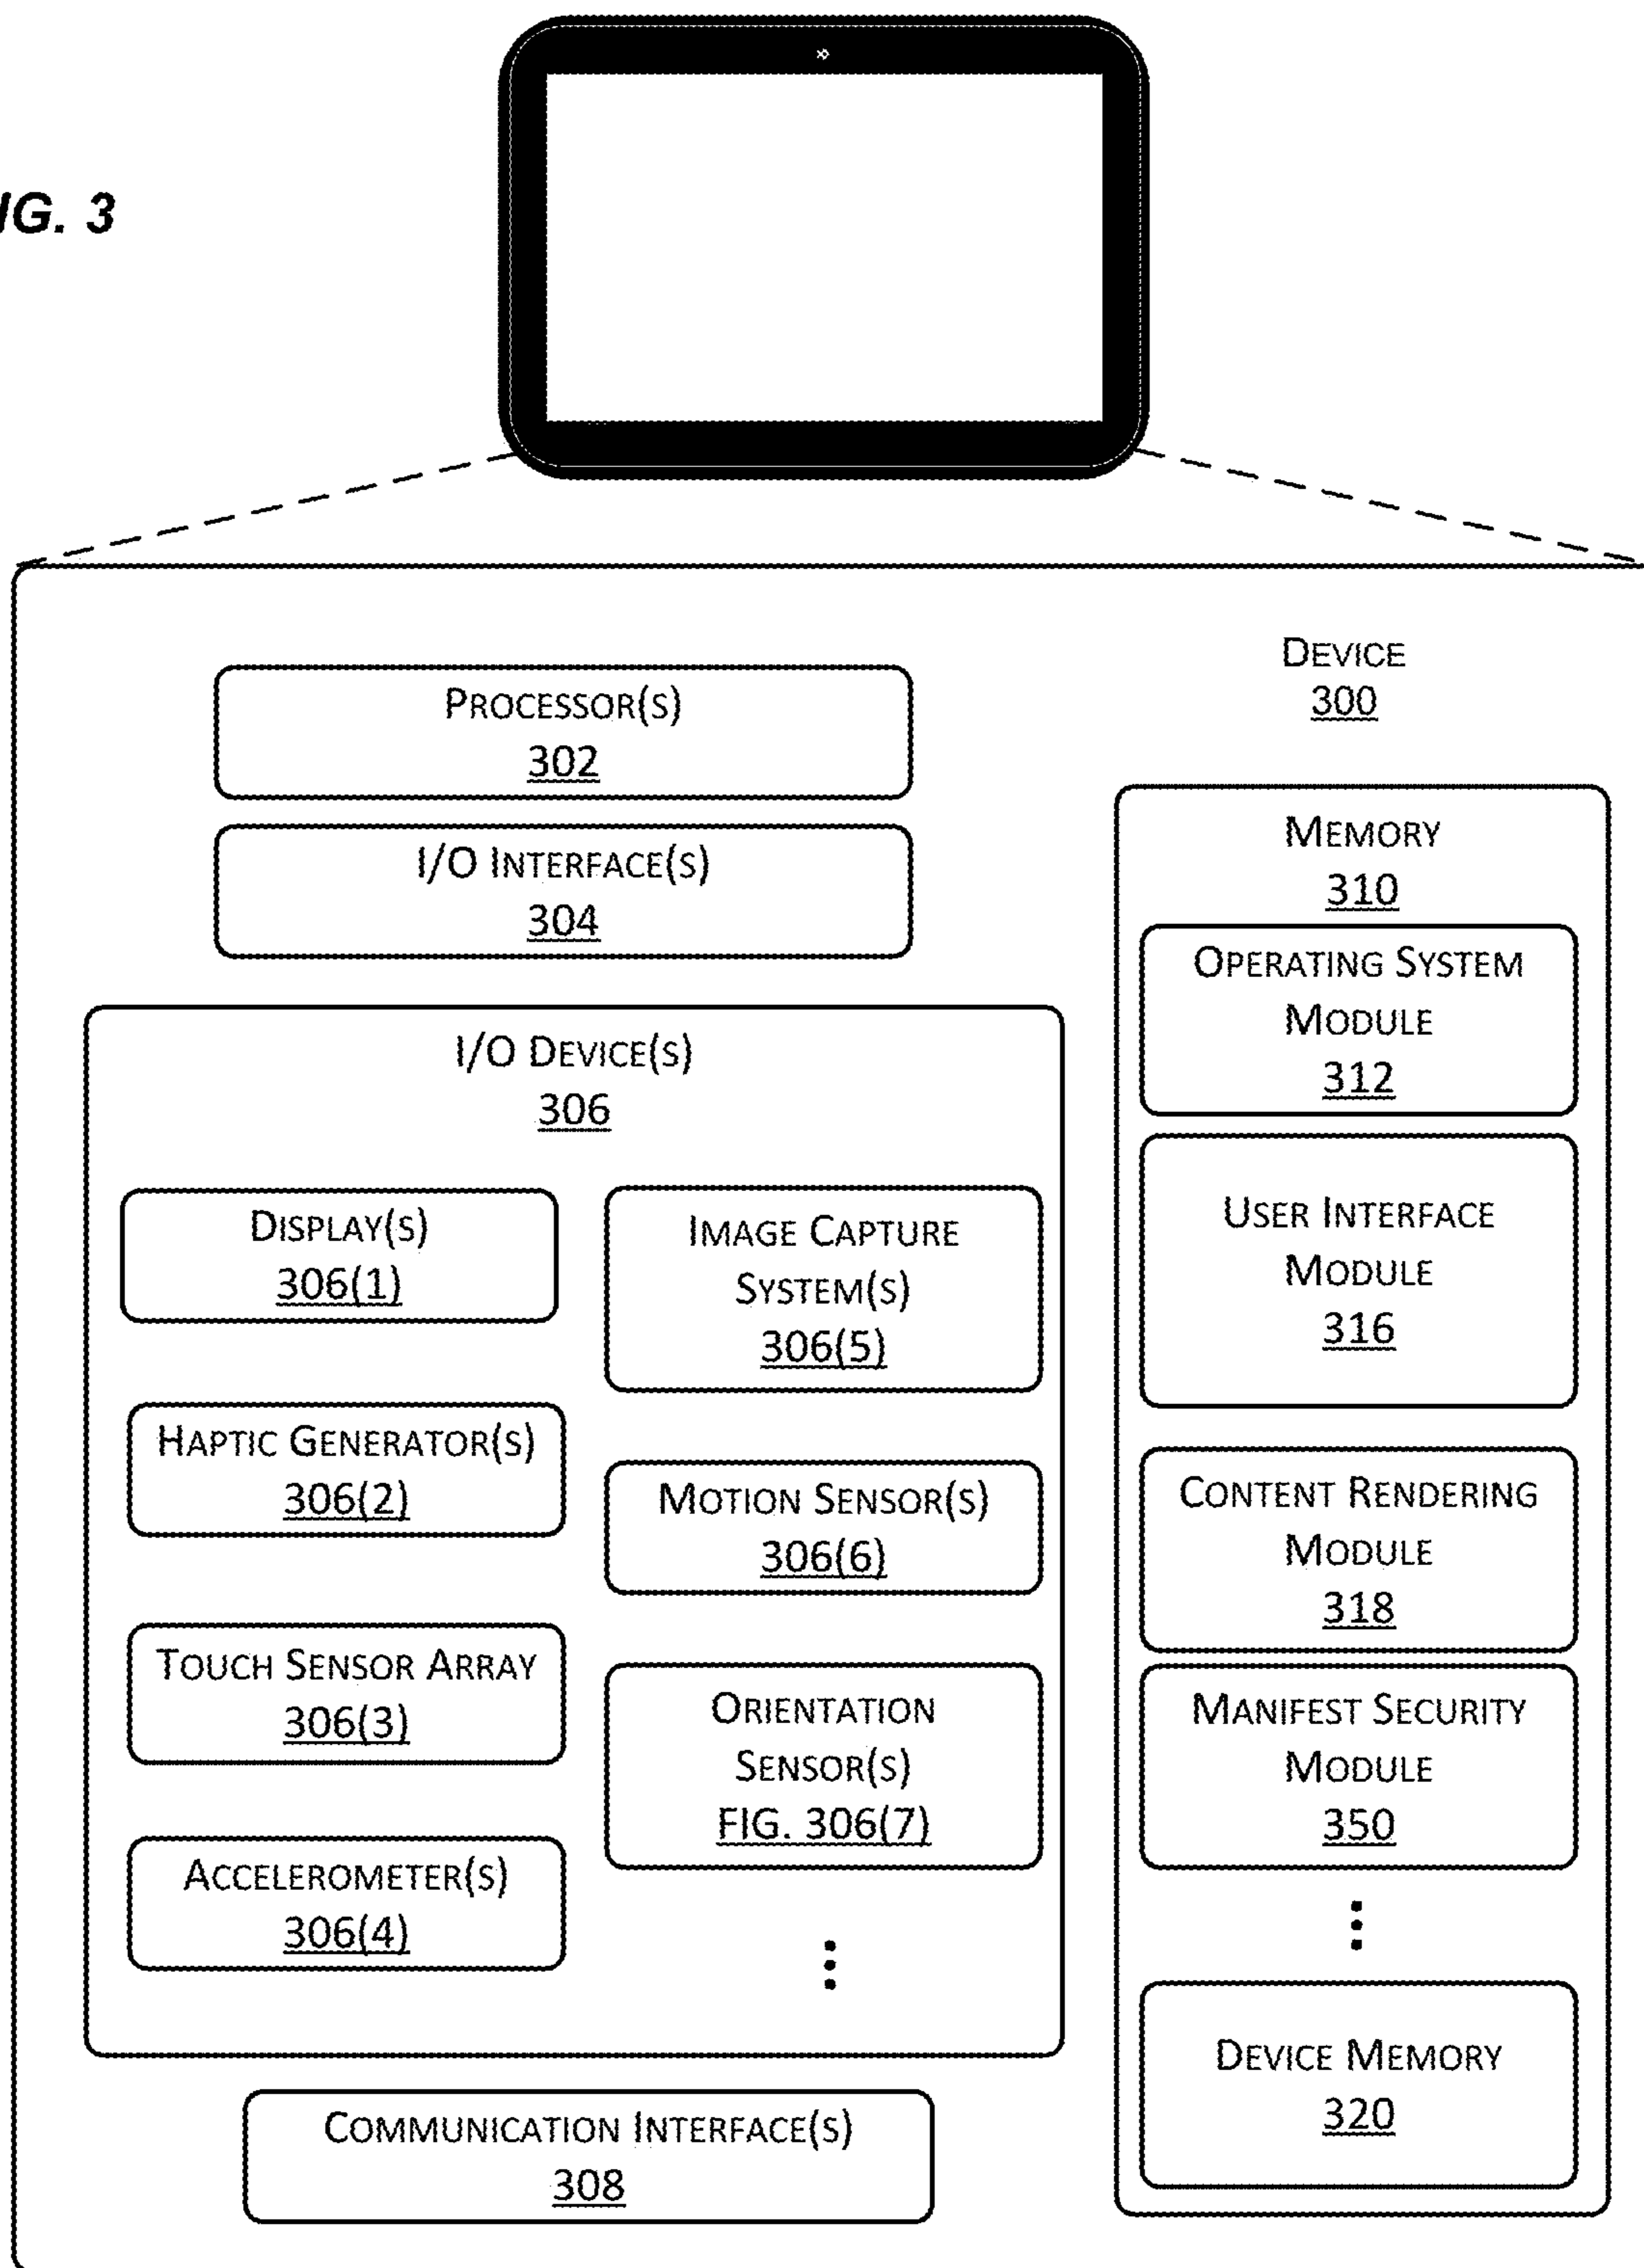 IG. 3
DEVICE
300
PROCESSOR(S)
302
I/O INTERFACE(S)
304
I/O DEVICE(S)
306
DISPLAY(S)
306(1)
HAPTIC GENERATOR(S)
306(2)
TOUCH SENSOR ARRAY
306(3)
ACCELEROMETER(S)
306(4)
IMAGE CAPTURE
SYSTEM(S)
306(5)
MOTION SENSOR(S)
306(6)
ORIENTATION
SENSOR(S)
FIG. 306(7)
COMMUNICATION INTERFACE(S)
308
MEMORY
310
OPERATING SYSTEM
MODULE
312
USER INTERFACE
MODULE
316
CONTENT RENDERING
MODULE
318
MANIFEST SECURITY
MODULE
350
DEVICE MEMORY
320